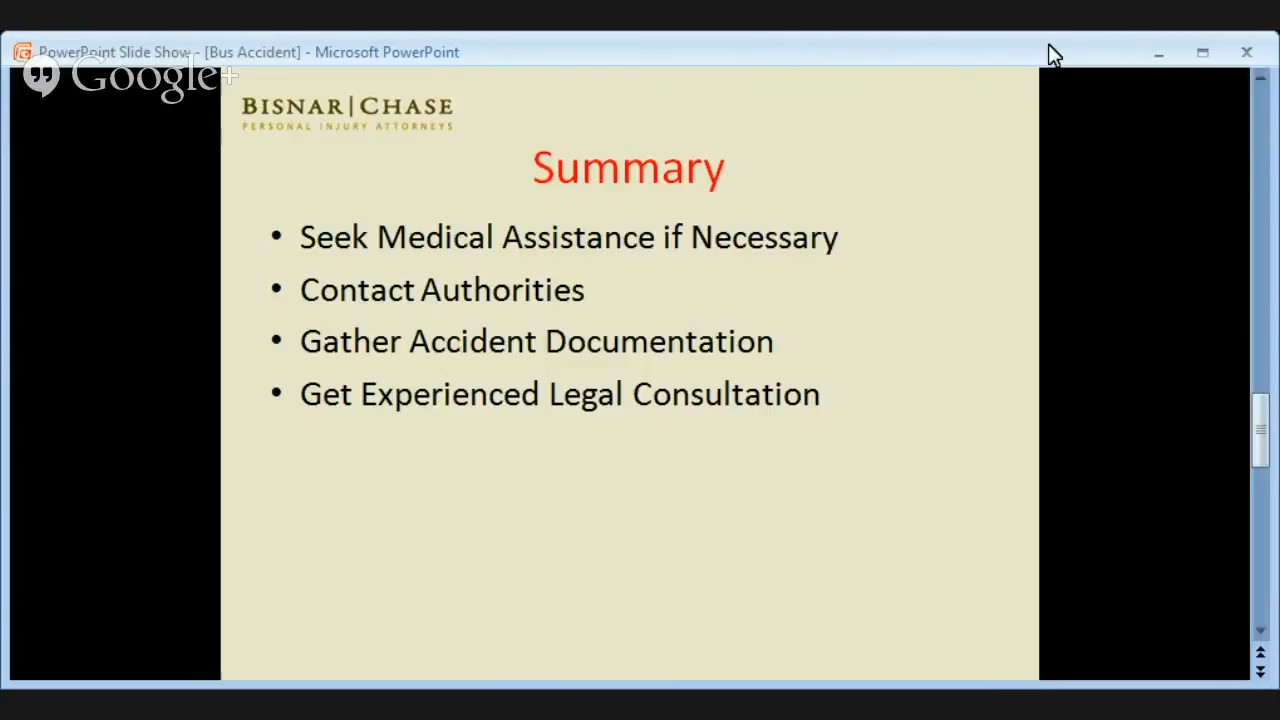 PowerPoint Slide Show - [Bus Accident] - Microsoft PowerPoint
Google+
BISNAR|CHASE
PERSONAL INJURY ATTORNEYS
Summary
• Seek Medical Assistance if Necessary
• Contact Authorities
• Gather Accident Documentation
• Get Experienced Legal Consultation